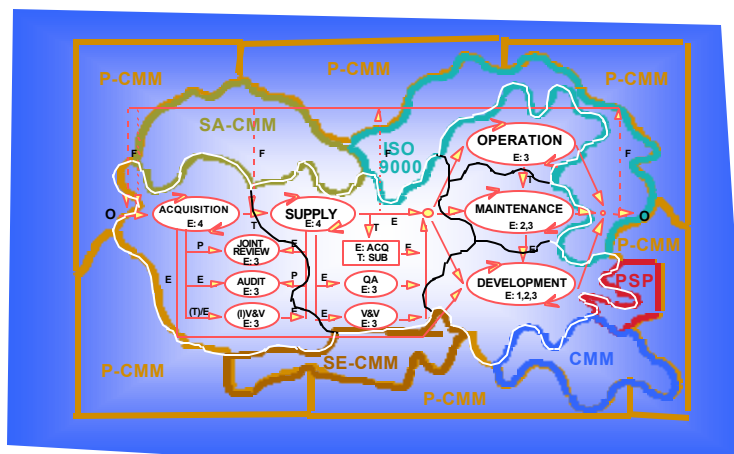 P-CMM
P-CMM
P-CMM
SA-CMM
ISO
9000
OPERATION
E: 3
F
F
F
F
O
ACQUISITION
E: 4
T
SUPPLY
E: 4
E
T
MAINTENANCE
E: 2,3
T
O
P
JOINT
REVIEW
E: 3
E
E: ACQ
T: SUB
E
E/
P-CMM
E
E
AUDIT
E: 3
P
E
QA
E: 3
DEVELOPMENT
E: 1,2,3
PSP
(T)/E
(I)V&V
E: 3
E
E
V&V
E: 3
P-CMM
SE-CMM
CMM
P-CMM